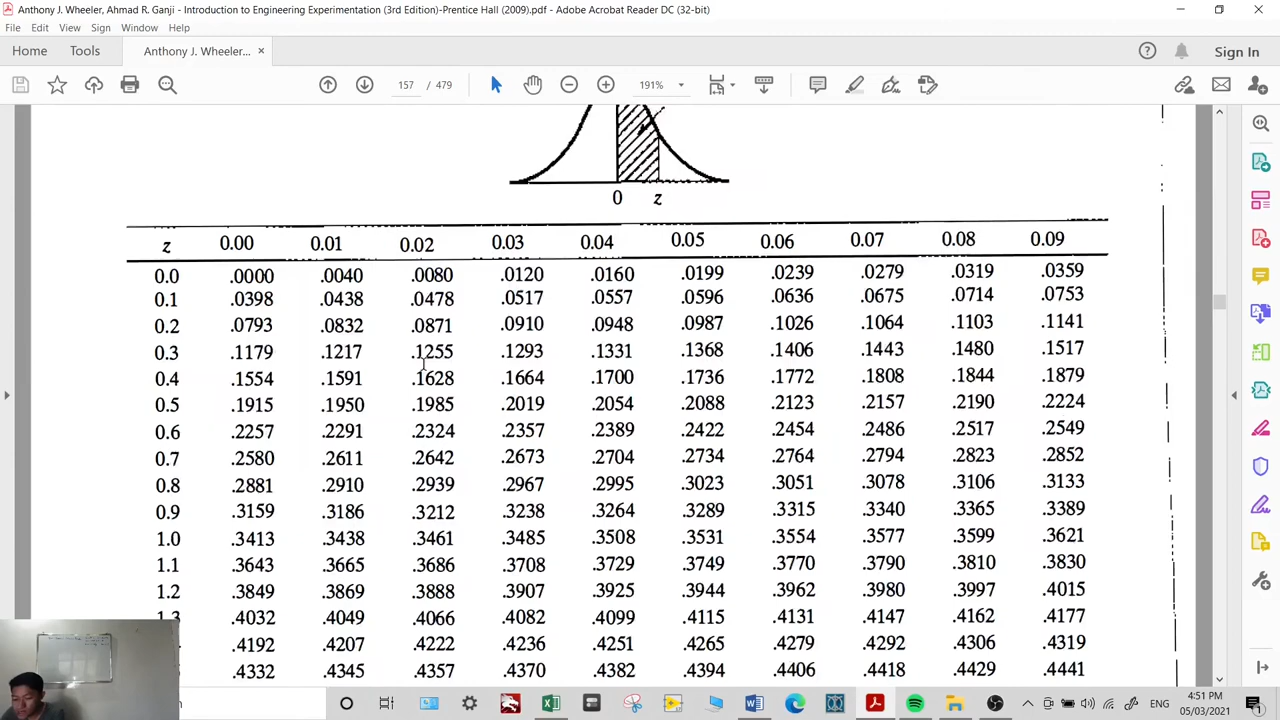 Anthony J. Wheeler, Ahmad R. Ganji - Introduction to Engineering Experimentation (3rd Edition)-Prentice Hall (2009).pdf - Adobe Acrobat Reader DC (32-bit)
File Edit View Sign Window Help
Home Tools Anthony J. Wheeler... × Sign In
157 / 479 191%
0 z
z 0.00 0.01 0.02 0.03 0.04 0.05 0.06 0.07 0.08 0.09
0.0 .0000 .0040 .0080 .0120 .0160 .0199 .0239 .0279 .0319 .0359
0.1 .0398 .0438 .0478 .0517 .0557 .0596 .0636 .0675 .0714 .0753
0.2 .0793 .0832 .0871 .0910 .0948 .0987 .1026 .1064 .1103 .1141
0.3 .1179 .1217 .1255 .1293 .1331 .1368 .1406 .1443 .1480 .1517
0.4 .1554 .1591 .1628 .1664 .1700 .1736 .1772 .1808 .1844 .1879
0.5 .1915 .1950 .1985 .2019 .2054 .2088 .2123 .2157 .2190 .2224
0.6 .2257 .2291 .2324 .2357 .2389 .2422 .2454 .2486 .2517 .2549
0.7 .2580 .2611 .2642 .2673 .2704 .2734 .2764 .2794 .2823 .2852
0.8 .2881 .2910 .2939 .2967 .2995 .3023 .3051 .3078 .3106 .3133
0.9 .3159 .3186 .3212 .3238 .3264 .3289 .3315 .3340 .3365 .3389
1.0 .3413 .3438 .3461 .3485 .3508 .3531 .3554 .3577 .3599 .3621
1.1 .3643 .3665 .3686 .3708 .3729 .3749 .3770 .3790 .3810 .3830
1.2 .3849 .3869 .3888 .3907 .3925 .3944 .3962 .3980 .3997 .4015
1.3 .4032 .4049 .4066 .4082 .4099 .4115 .4131 .4147 .4162 .4177
.4192 .4207 .4222 .4236 .4251 .4265 .4279 .4292 .4306 .4319
.4332 .4345 .4357 .4370 .4382 .4394 .4406 .4418 .4429 .4441
ENG
4:51 PM
05/03/2021